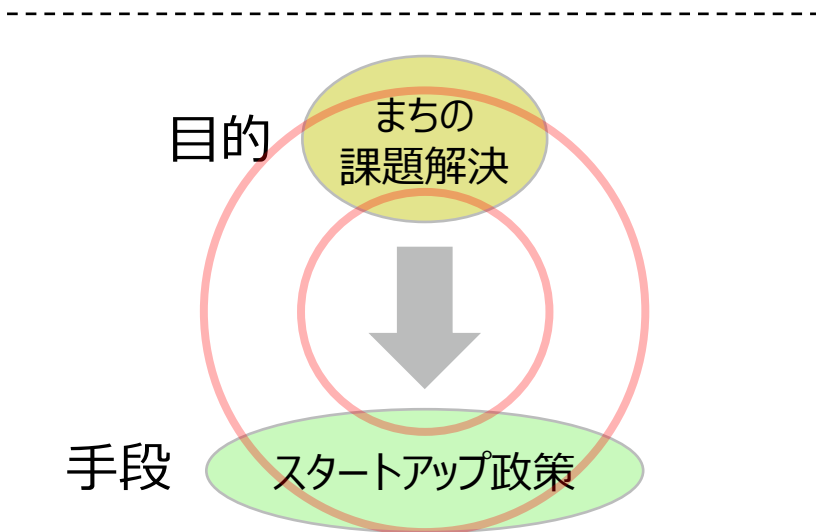 目的
まちの
課題解決
手段
スタートアップ政策